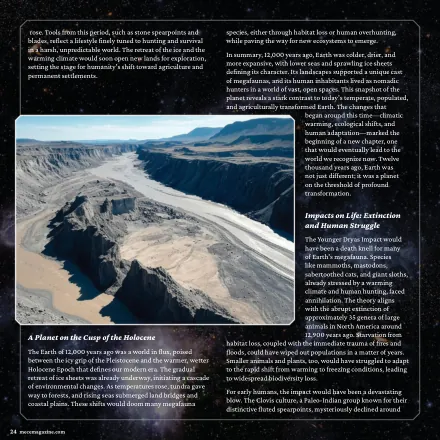 rose. Tools from this period, such as stone spearpoints and
blades, reflect a lifestyle finely tuned to hunting and survival
in a harsh, unpredictable world. The retreat of the ice and the
warming climate would soon open new lands for exploration,
setting the stage for humanity's shift toward agriculture and
permanent settlements.
A Planet on the Cusp of the Holocene
The Earth of 12,000 years ago was a world in flux, poised
between the icy grip of the Pleistocene and the warmer, wetter
Holocene Epoch that defines our modern era. The gradual
retreat of ice sheets was already underway, initiating a cascade
of environmental changes. As temperatures rose, tundra gave
way to forests, and rising seas submerged land bridges and
coastal plains. These shifts would doom many megafauna
species, either through habitat loss or human overhunting,
while paving the way for new ecosystems to emerge.
In summary, 12,000 years ago, Earth was colder, drier, and
more expansive, with lower seas and sprawling ice sheets
defining its character. Its landscapes supported a unique cast
of megafaunas, and its human inhabitants lived as nomadic
hunters in a world of vast, open spaces. This snapshot of the
planet reveals a stark contrast to today's temperate, populated,
and agriculturally transformed Earth. The changes that
began around this time—climatic
warming, ecological shifts, and
human adaptation—marked the
beginning of a new chapter, one
that would eventually lead to the
world we recognize now. Twelve
thousand years ago, Earth was
not just different; it was a planet
on the threshold of profound
transformation.
Impacts on Life: Extinction
and Human Struggle
The Younger Dryas Impact would
have been a death knell for many
of Earth's megafauna. Species
like mammoths, mastodons,
sabertoothed cats, and giant sloths,
already stressed by a warming
climate and human hunting, faced
annihilation. The theory aligns
with the abrupt extinction of
approximately 35 genera of large
animals in North America around
12,900 years ago. Starvation from
habitat loss, coupled with the immediate trauma of fires and
floods, could have wiped out populations in a matter of years.
Smaller animals and plants, too, would have struggled to adapt
to the rapid shift from warming to freezing conditions, leading
to widespread biodiversity loss.
For early humans, the impact would have been a devastating
blow. The Clovis culture, a Paleo-Indian group known for their
distinctive fluted spearpoints, mysteriously declined around
24 mecemagazine.com